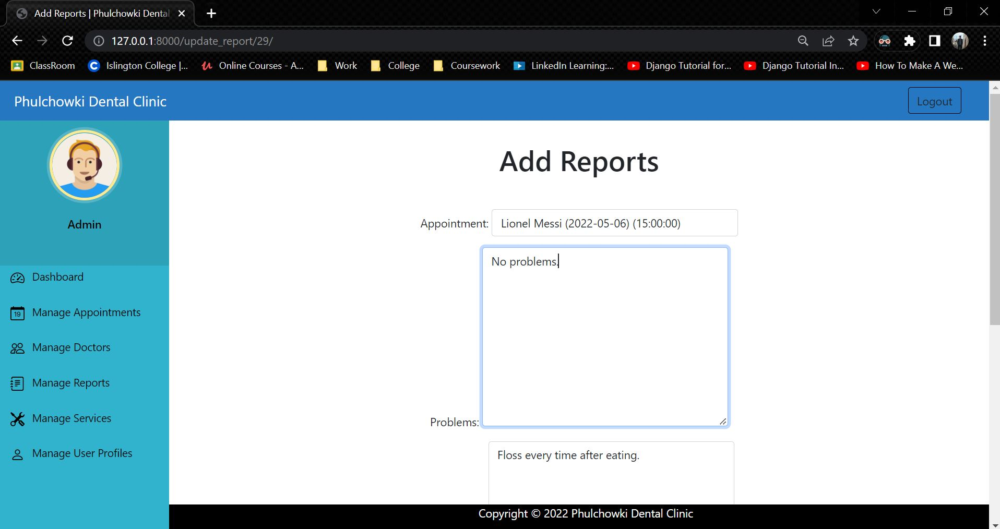 Add Reports | Phulchowki Dental
127.0.0.1:8000/update_report/29/
ClassRoom
Islington College |...
Online Courses - A...
Work
College
Coursework
LinkedIn Learning:...
Django Tutorial for...
Django Tutorial In...
How To Make A We...
Phulchowki Dental Clinic
Logout
Admin
Dashboard
19
Manage Appointments
Manage Doctors
Manage Reports
Manage Services
Manage User Profiles
Add Reports
Appointment: Lionel Messi (2022-05-06) (15:00:00)
No problems.
Problems:
Floss every time after eating.
Copyright © 2022 Phulchowki Dental Clinic